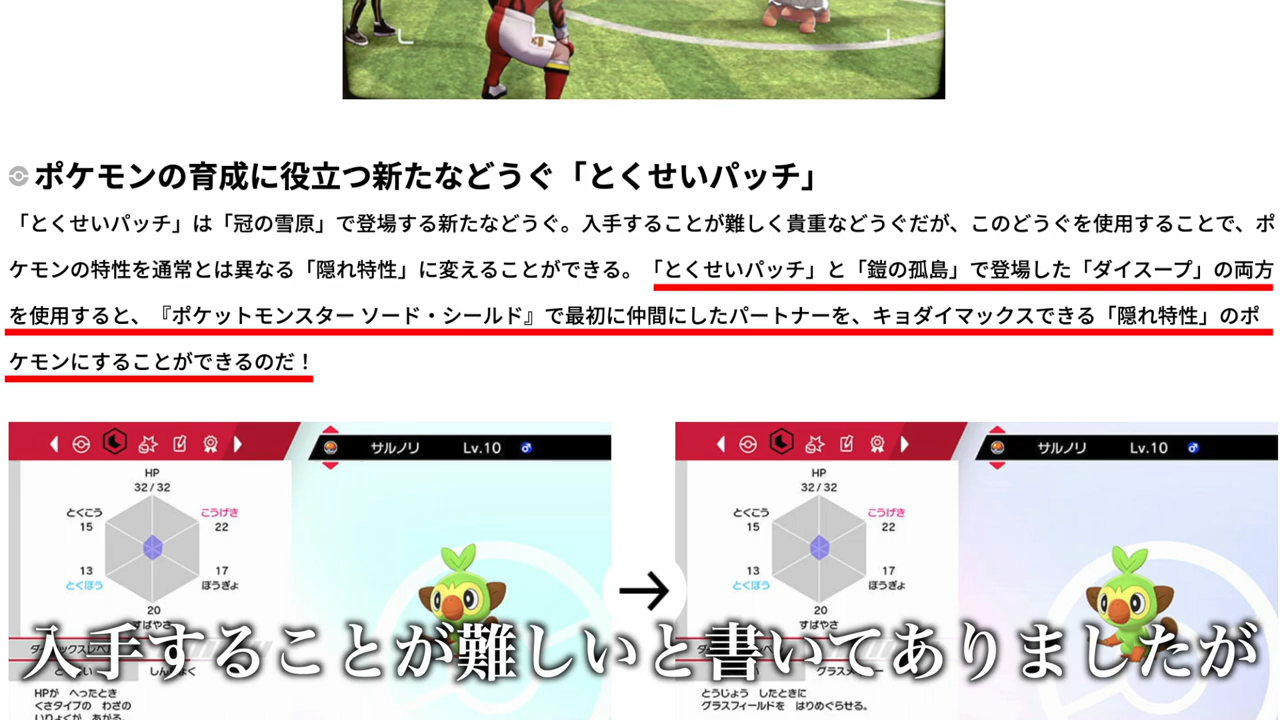 ポケモンの育成に役立つ新たなどうぐ「とくせいパッチ」
「とくせいパッチ」は「冠の雪原」で登場する新たなどうぐ。入手することが難しく貴重などうぐだが、このどうぐを使用することで、ポ
ケモンの特性を通常とは異なる「隠れ特性」に変えることができる。「とくせいパッチ」と「鎧の孤島」で登場した「ダイスープ」の両方
を使用すると、『ポケットモンスター ソード・シールド』で最初に仲間にしたパートナーを、キョダイマックスできる「隠れ特性」のポ
ケモンにすることができるのだ！
サルノリ Lv.10 ♂
HP
32/32
とくこう こうげき
15 22
13 17
とくぼう ぼうぎょ
20
すばやさ
HPが へったとき
くさタイプの わざの
いりょくが あがる。
→
サルノリ Lv.10 ♂
HP
32/32
とくこう こうげき
15 22
13 17
とくぼう ぼうぎょ
20
すばやさ
とうじょう したときに
グラスフィールドを はりめぐらせる。
入手することが難しいと書いてありましたが